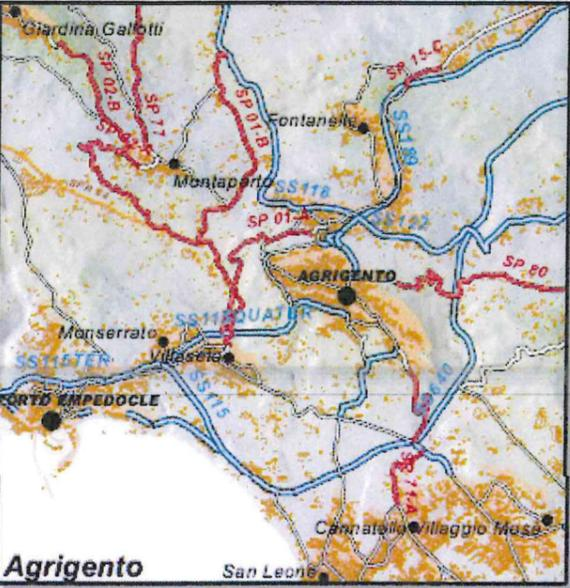 Giardina Gallotti
SP 15-C
SP 02-B
SP 77
SP 01-B
Fontanelle
SS189
Montaperto
SS118
SS122
SP 01-A
SP 80
AGRIGENTO
SS115QUATER
Monserrato
Villaseta
SS115TER
SS640
PORTO EMPEDOCLE
SS115
SP 71-A
Cannatello
Villaggio Mosè
San Leone
Agrigento